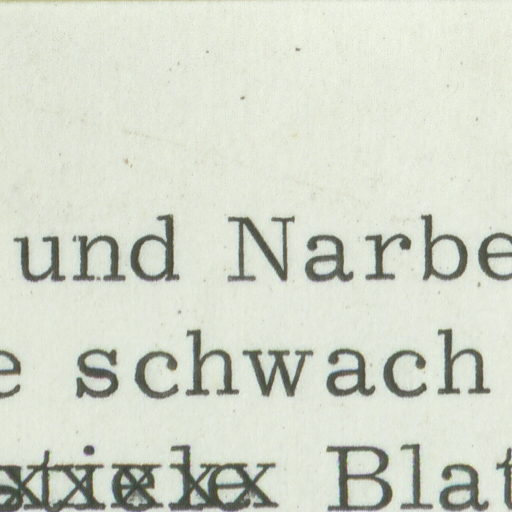 und Narbe
e schwach
Blat